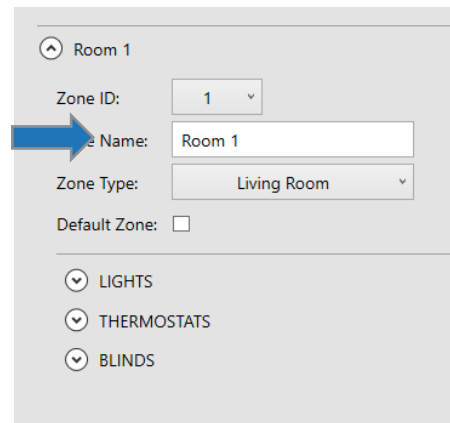 Room 1
Zone ID: 1
e Name: Room 1
Zone Type: Living Room
Default Zone:
LIGHTS
THERMOSTATS
BLINDS